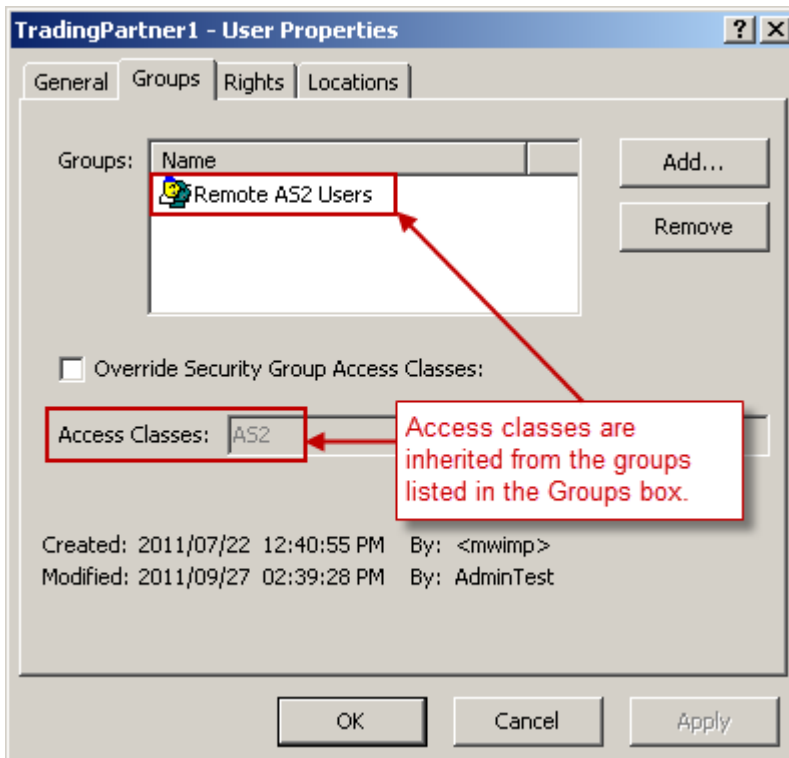 TradingPartner1 - User Properties
General Groups Rights Locations
Groups: Name Add...
Remote AS2 Users
Remove
Override Security Group Access Classes:
Access Classes: AS2
Access classes are
inherited from the groups
listed in the Groups box.
Created: 2011/07/22 12:40:55 PM By: <mwimp>
Modified: 2011/09/27 02:39:28 PM By: AdminTest
OK Cancel Apply